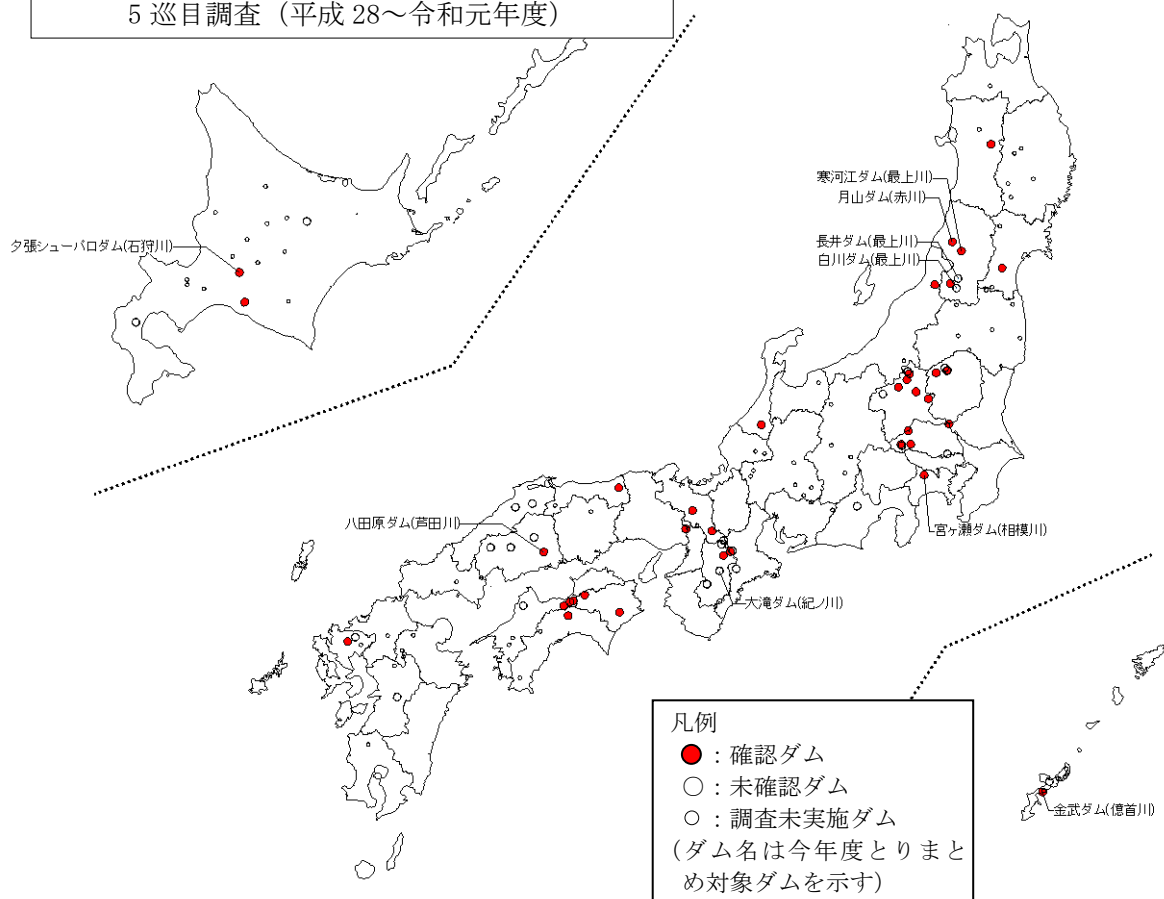 5 巡目調査（平成 28～令和元年度）
寒河江ダム(最上川)
月山ダム(赤川)
長井ダム(最上川)
白川ダム(最上川)
夕張シューパロダム(石狩川)
八田原ダム(芦田川)
宮ヶ瀬ダム(相模川)
大滝ダム(紀ノ川)
金武ダム(億首川)
凡例
：確認ダム
：未確認ダム
：調査未実施ダム
(ダム名は今年度とりまと
め対象ダムを示す)